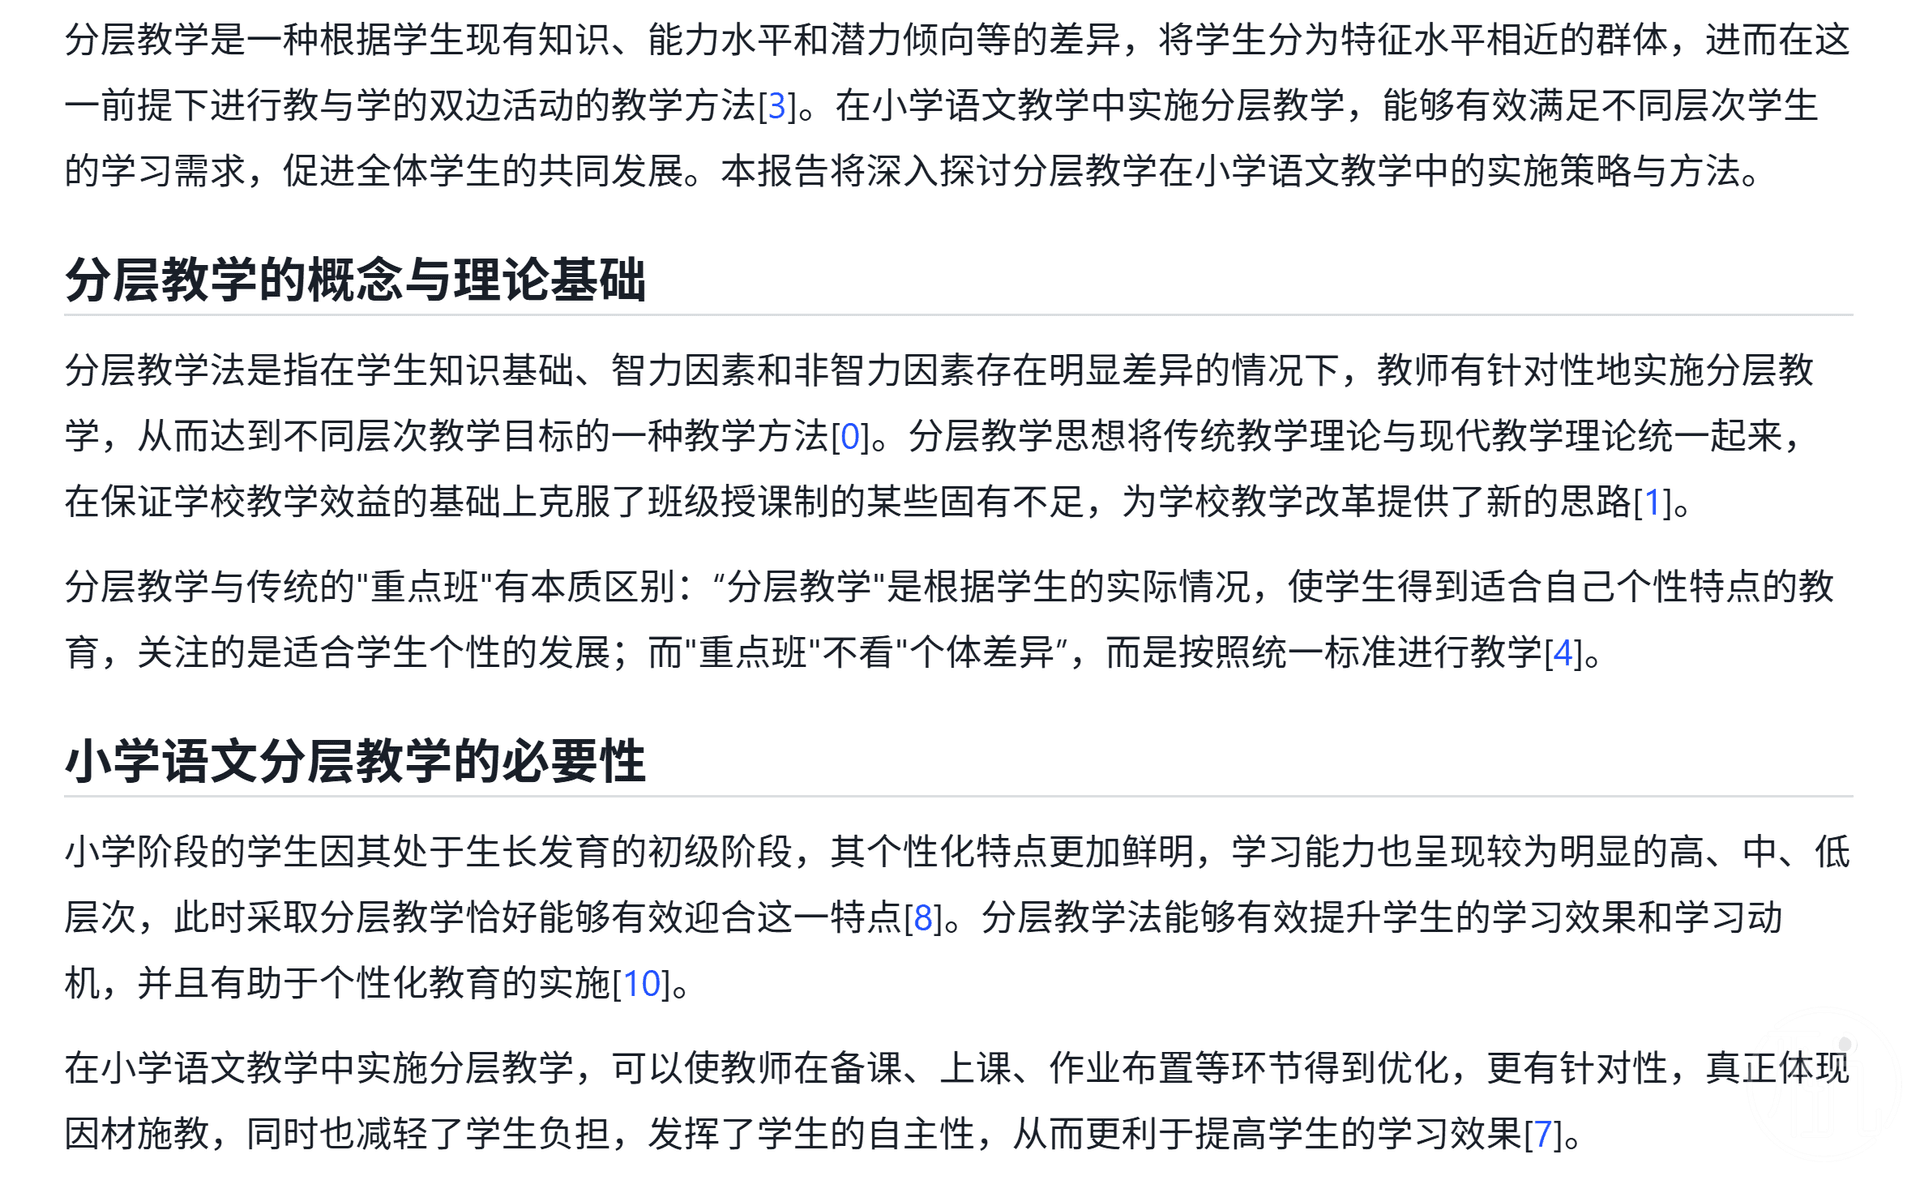 分层教学是一种根据学生现有知识、能力水平和潜力倾向等的差异，将学生分为特征水平相近的群体，进而在这
一前提下进行教与学的双边活动的教学方法[3]。在小学语文教学中实施分层教学，能够有效满足不同层次学生
的学习需求，促进全体学生的共同发展。本报告将深入探讨分层教学在小学语文教学中的实施策略与方法。
分层教学的概念与理论基础
分层教学法是指在学生知识基础、智力因素和非智力因素存在明显差异的情况下，教师有针对性地实施分层教
学，从而达到不同层次教学目标的一种教学方法[0]。分层教学思想将传统教学理论与现代教学理论统一起来，
在保证学校教学效益的基础上克服了班级授课制的某些固有不足，为学校教学改革提供了新的思路[1]。
分层教学与传统的"重点班"有本质区别：“分层教学"是根据学生的实际情况，使学生得到适合自己个性特点的教
育，关注的是适合学生个性的发展；而"重点班"不看"个体差异”，而是按照统一标准进行教学[4]。
小学语文分层教学的必要性
小学阶段的学生因其处于生长发育的初级阶段，其个性化特点更加鲜明，学习能力也呈现较为明显的高、中、低
层次，此时采取分层教学恰好能够有效迎合这一特点[8]。分层教学法能够有效提升学生的学习效果和学习动
机，并且有助于个性化教育的实施[10]。
在小学语文教学中实施分层教学，可以使教师在备课、上课、作业布置等环节得到优化，更有针对性，真正体现
因材施教，同时也减轻了学生负担，发挥了学生的自主性，从而更利于提高学生的学习效果[7]。